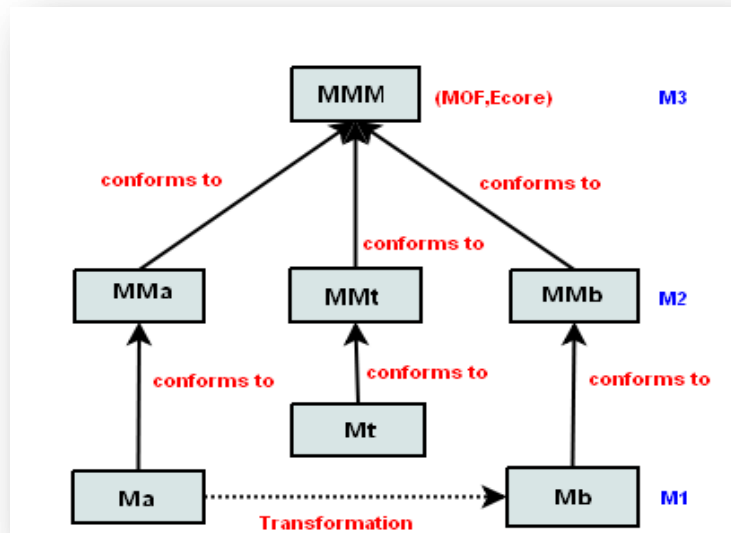 MMM
(MOF,Ecore)
M3
conforms to
conforms to
conforms to
MMa
MMt
MMb
M2
conforms to
conforms to
conforms to
Mt
Ma
Mb
M1
Transformation